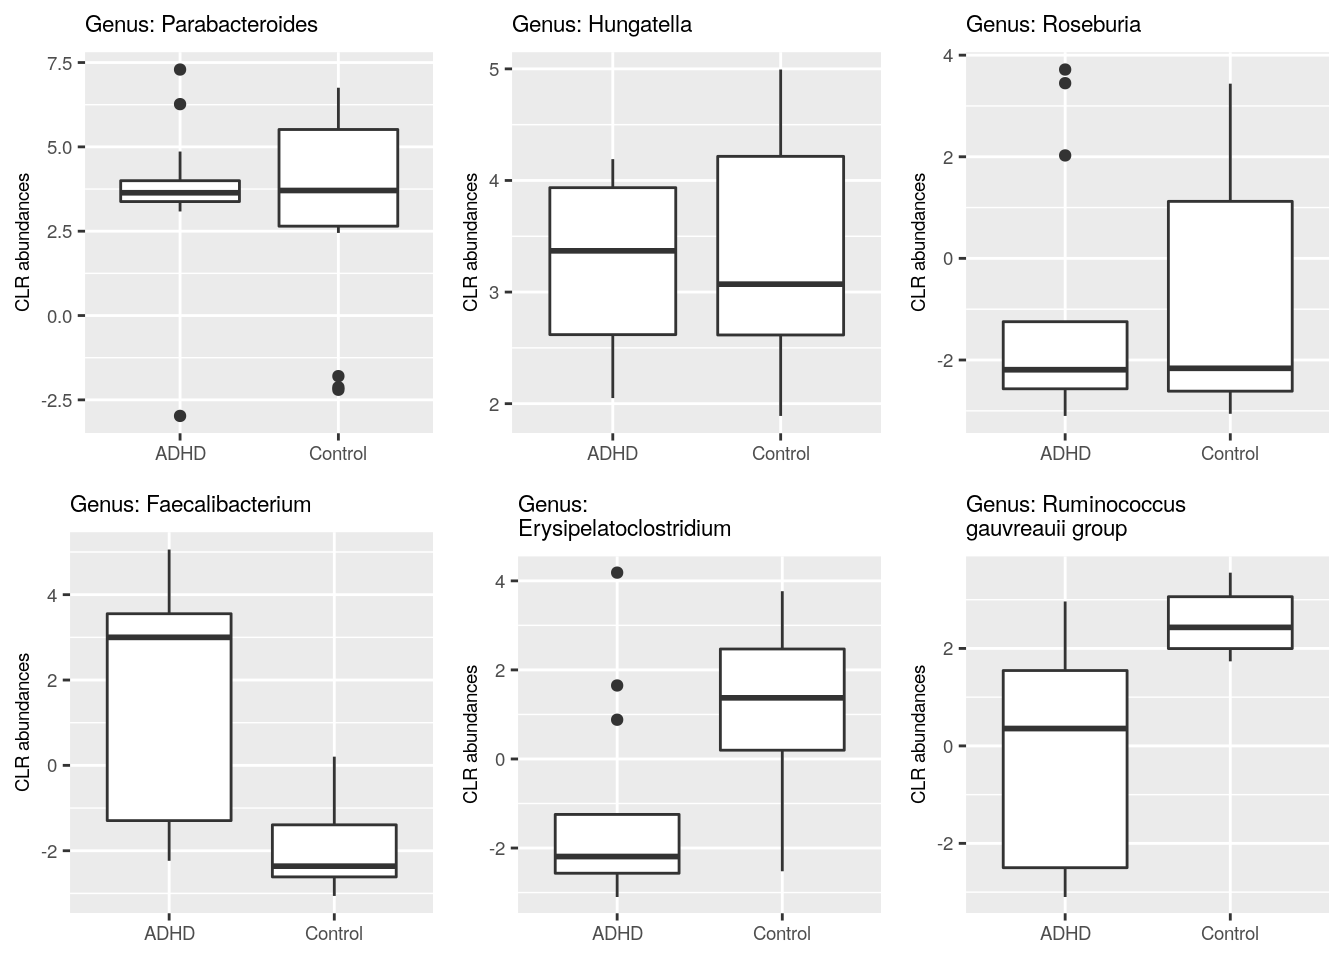 Genus: Parabacteroides
7.5
5.0
2.5
0.0
-2.5
CLR abundances
ADHD
Control
Genus: Hungatella
5
4
3
2
CLR abundances
ADHD
Control
Genus: Roseburia
4
2
0
-2
CLR abundances
ADHD
Control
Genus: Faecalibacterium
4
2
0
-2
CLR abundances
ADHD
Control
Genus:
Erysipelatoclostridium
4
2
0
-2
CLR abundances
ADHD
Control
Genus: Ruminococcus
gauvreauii group
2
0
-2
CLR abundances
ADHD
Control